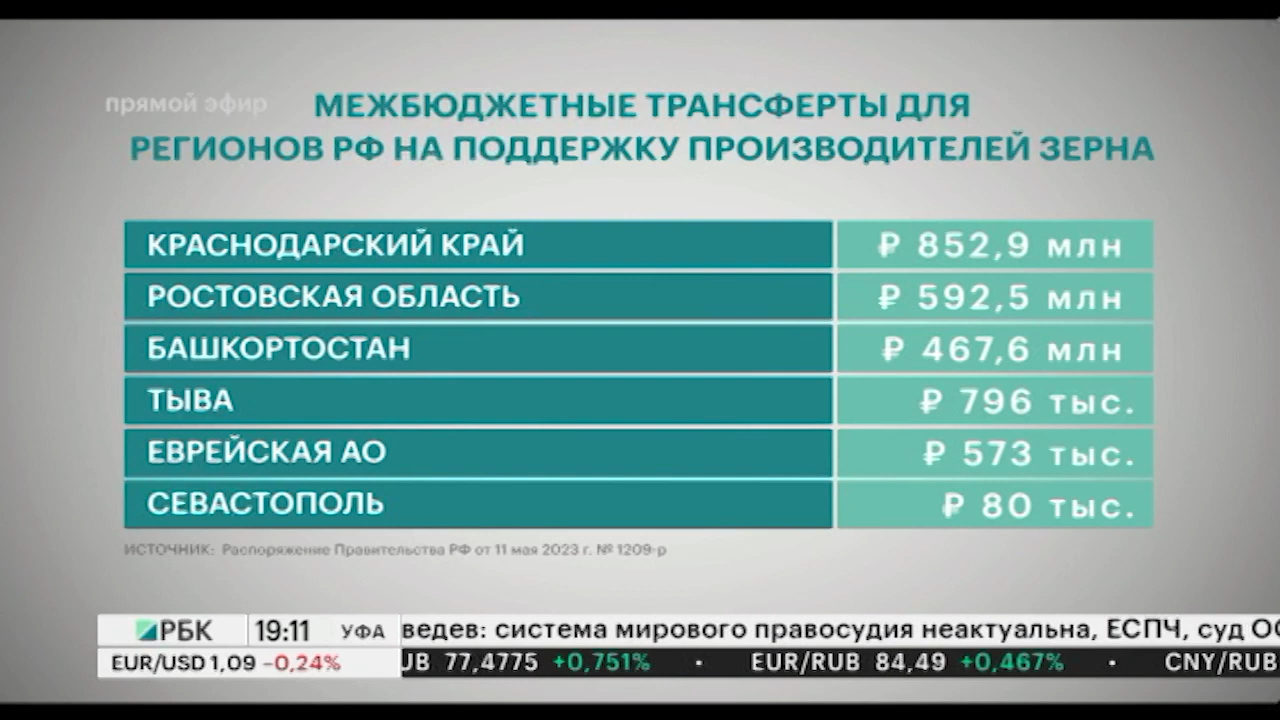 прямой эфир
МЕЖБЮДЖЕТНЫЕ ТРАНСФЕРТЫ ДЛЯ
РЕГИОНОВ РФ НА ПОДДЕРЖКУ ПРОИЗВОДИТЕЛЕЙ ЗЕРНА
КРАСНОДАРСКИЙ КРАЙ ₽ 852,9 млн
РОСТОВСКАЯ ОБЛАСТЬ ₽ 592,5 млн
БАШКОРТОСТАН ₽ 467,6 млн
ТЫВА ₽ 796 тыс.
ЕВРЕЙСКАЯ АО ₽ 573 тыс.
СЕВАСТОПОЛЬ ₽ 80 тыс.
ИСТОЧНИК: Распоряжение Правительства РФ от 11 мая 2023 г. № 1209-р
РБК 19:11 УФА ведев: система мирового правосудия неактуальна, ЕСПЧ, суд ОС
EUR/USD 1,09 -0,24% UB 77,4775 +0,751% · EUR/RUB 84,49 +0,467% · CNY/RUB